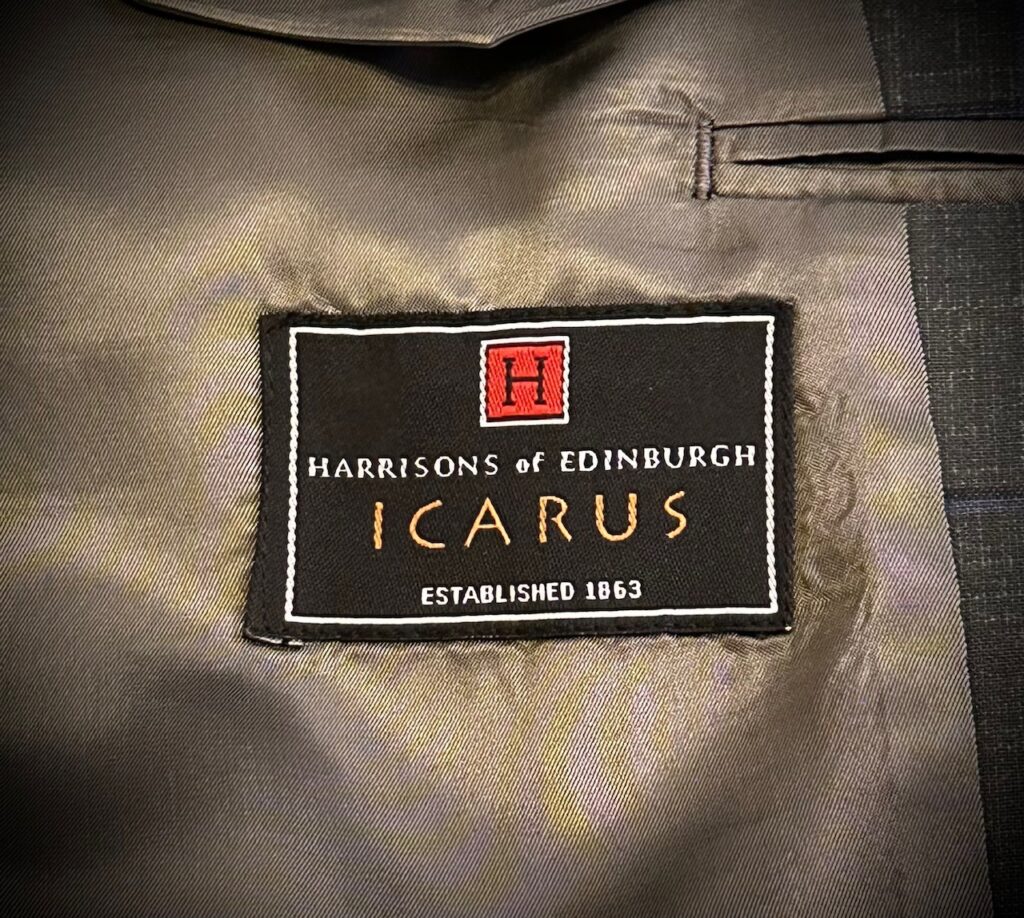 H
HARRISONS of EDINBURGH
ICARUS
ESTABLISHED 1863